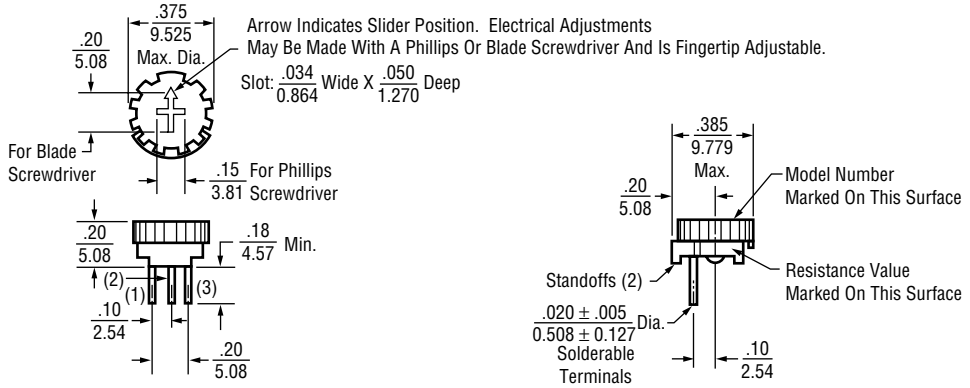 .375
9.525
Max. Dia.
Arrow Indicates Slider Position. Electrical Adjustments
May Be Made With A Phillips Or Blade Screwdriver And Is Fingertip Adjustable.
Slot: .034 Wide X .050 Deep
0.864 1.270
.20
5.08
For Blade
Screwdriver
.15 For Phillips
3.81 Screwdriver
.20
5.08
.18 Min.
4.57
(2)
(1)
(3)
.10
2.54
.20
5.08
.385
9.779
Max.
.20
5.08
Model Number
Marked On This Surface
Standoffs (2)
Resistance Value
Marked On This Surface
.020 ± .005 Dia.
0.508 ± 0.127
Solderable
Terminals
.10
2.54